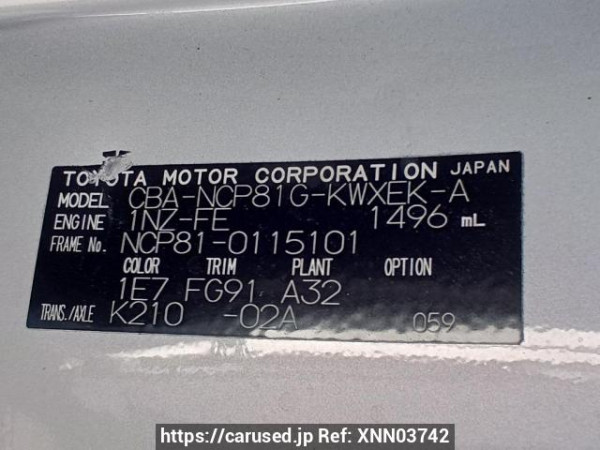 TOYOTA MOTOR CORPORATION JAPAN
MODEL CBA-NCP81G-KWXEK-A
ENGINE 1NZ-FE 1496 mL
FRAME No. NCP81-0115101
COLOR TRIM PLANT OPTION
1E7 FG91 A32
TRANS./AXLE K210 -02A 059
https://carused.jp Ref: XNN03742